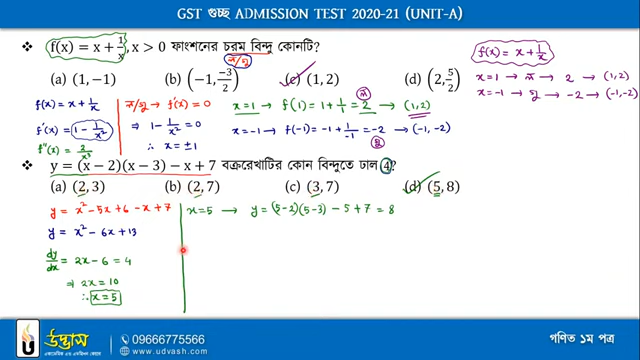 GST গুচ্ছ ADMISSION TEST 2020-21 (UNIT-A)
❖ f(x) = x + 1/x, x > 0 ফাংশনের চরম বিন্দু কোনটি?
(a) (1, −1) (b) (−1, −3/2) (c) (1, 2) (d) (2, 5/2)
f(x) = x + 1/x
f'(x) = 1 − 1/x²
f''(x) = 2/x³
→ f'(x) = 0
⇒ 1 − 1/x² = 0
∴ x = ±1
x = 1 → f(1) = 1 + 1/1 = 2 → (1, 2)
x = −1 → f(−1) = −1 + 1/−1 = −2 → (−1, −2)
f(x) = x + 1/x
x = 1 → 2 (1, 2)
x = −1 → −2 → (−1, −2)
❖ y = (x − 2)(x − 3) − x + 7 বক্ররেখাটির কোন বিন্দুতে ঢাল 4?
(a) (2, 3) (b) (2, 7) (c) (3, 7) (d) (5, 8)
y = x² − 5x + 6 − x + 7
y = x² − 6x + 13
dy/dx = 2x − 6 = 4
⇒ 2x = 10
∴ x = 5
x = 5 → y = (5−2)(5−3) − 5 + 7 = 8
উদ্ভাস
একাডেমিক এন্ড এডমিশন কেয়ার
09666775566
www.udvash.com
গণিত ১ম পত্র